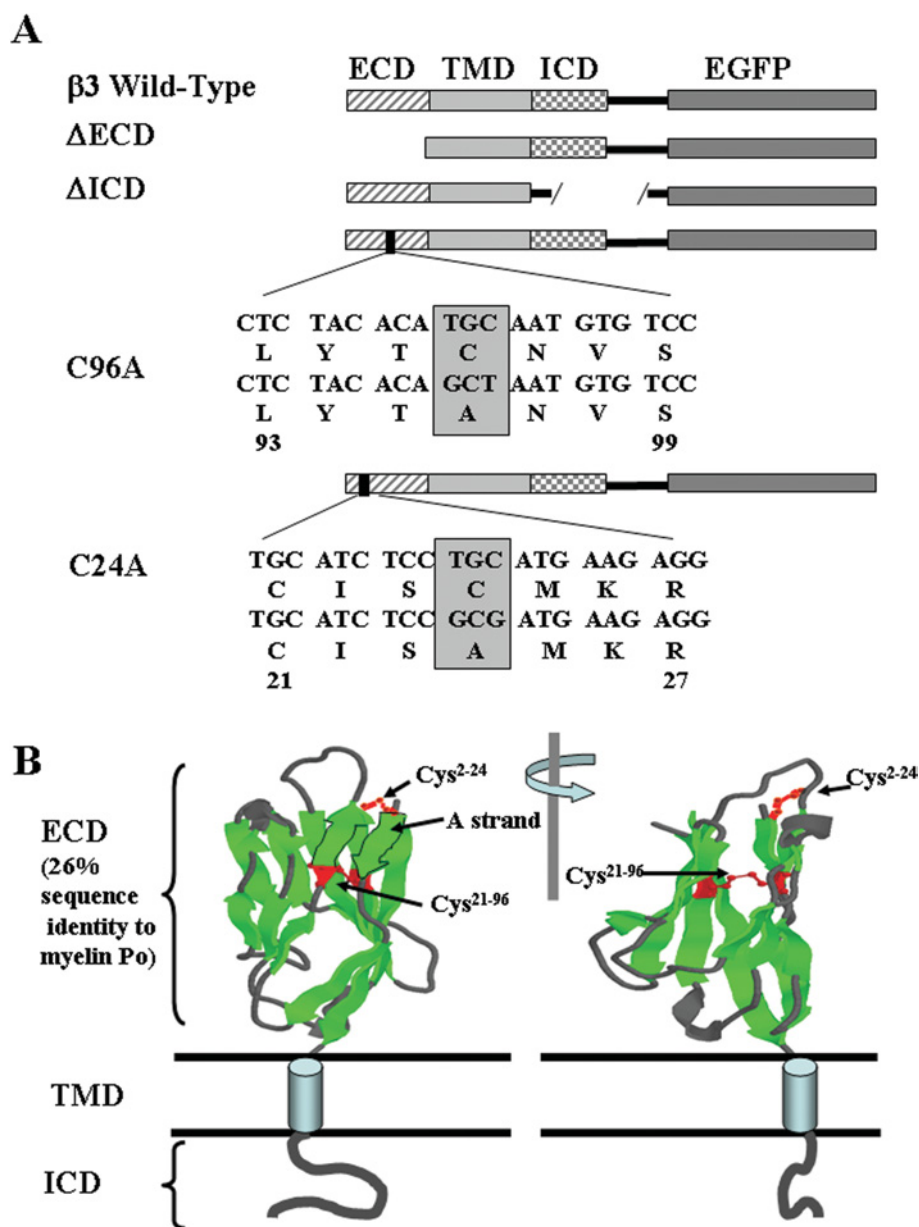 A
ECD TMD ICD EGFP
β3 Wild-Type
ΔECD
ΔICD
CTC TAC ACA TGC AAT GTG TCC
L Y T C N V S
C96A
CTC TAC ACA GCT AAT GTG TCC
L Y T A N V S
93 99
TGC ATC TCC TGC ATG AAG AGG
C I S C M K R
C24A
TGC ATC TCC GCG ATG AAG AGG
C I S A M K R
21 27
B
ECD
(26%
sequence
identity to
myelin Po)
Cys2-24
A strand
Cys21-96
Cys2-24
Cys21-96
TMD
ICD